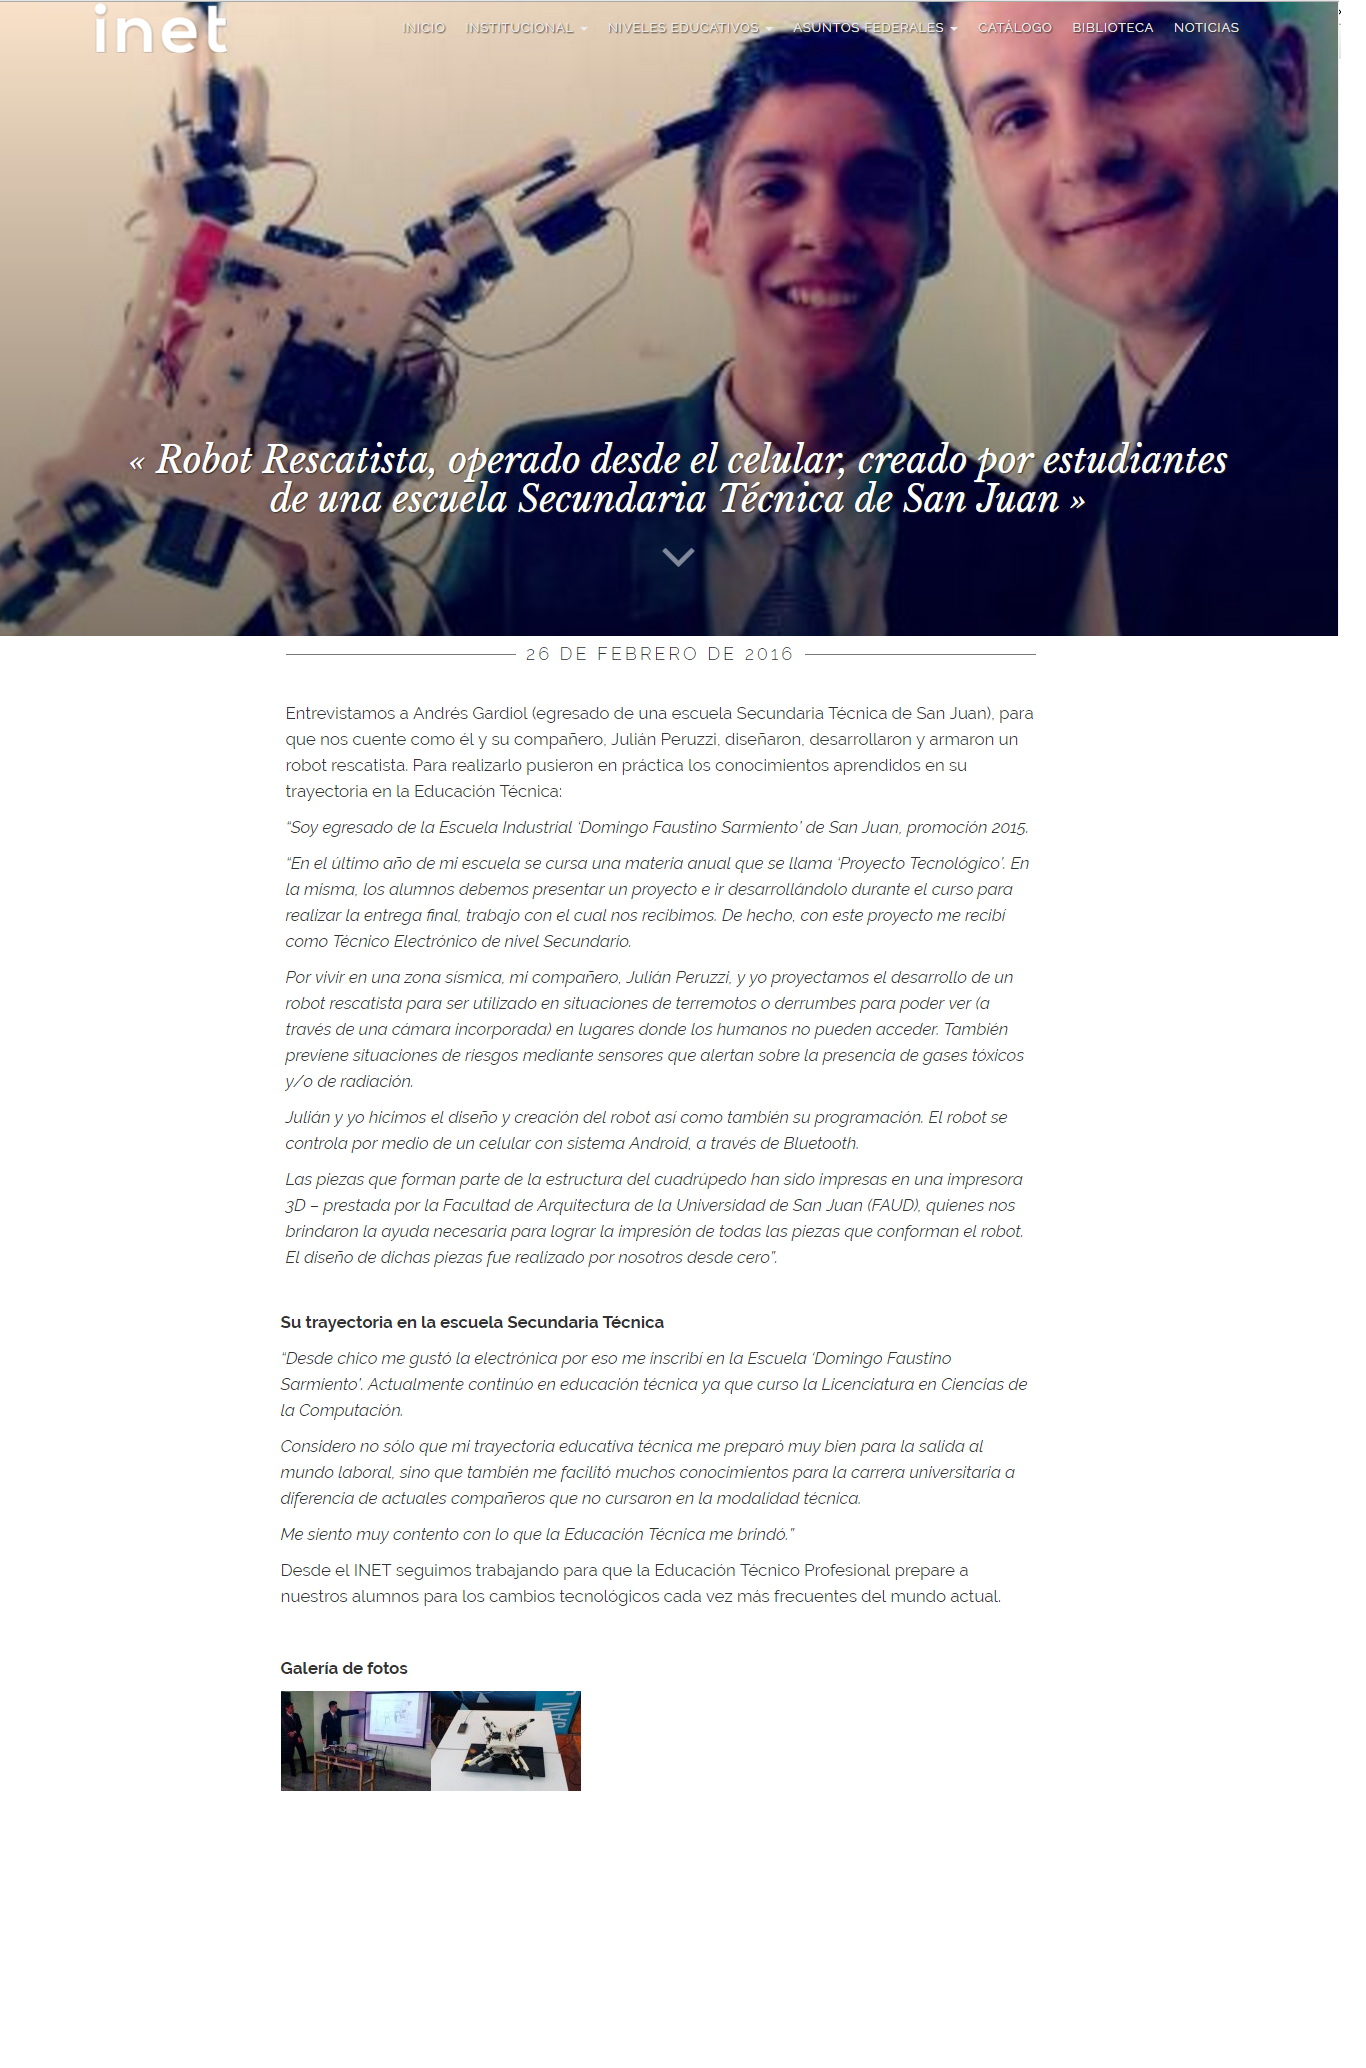 inet
INICIO INSTITUCIONAL NIVELES EDUCATIVOS ASUNTOS FEDERALES CATÁLOGO BIBLIOTECA NOTICIAS
« Robot Rescatista, operado desde el celular, creado por estudiantes
de una escuela Secundaria Técnica de San Juan »
26 DE FEBRERO DE 2016
Entrevistamos a Andrés Gardiol (egresado de una escuela Secundaria Técnica de San Juan), para
que nos cuente como él y su compañero, Julián Peruzzi, diseñaron, desarrollaron y armaron un
robot rescatista. Para realizarlo pusieron en práctica los conocimientos aprendidos en su
trayectoria en la Educación Técnica:
“Soy egresado de la Escuela Industrial ‘Domingo Faustino Sarmiento’ de San Juan, promoción 2015.
“En el último año de mi escuela se cursa una materia anual que se llama ‘Proyecto Tecnológico’. En
la misma, los alumnos debemos presentar un proyecto e ir desarrollándolo durante el curso para
realizar la entrega final, trabajo con el cual nos recibimos. De hecho, con este proyecto me recibí
como Técnico Electrónico de nivel Secundario.
Por vivir en una zona sísmica, mi compañero, Julián Peruzzi, y yo proyectamos el desarrollo de un
robot rescatista para ser utilizado en situaciones de terremotos o derrumbes para poder ver (a
través de una cámara incorporada) en lugares donde los humanos no pueden acceder. También
previene situaciones de riesgos mediante sensores que alertan sobre la presencia de gases tóxicos
y/o de radiación.
Julián y yo hicimos el diseño y creación del robot así como también su programación. El robot se
controla por medio de un celular con sistema Android, a través de Bluetooth.
Las piezas que forman parte de la estructura del cuadrúpedo han sido impresas en una impresora
3D – prestada por la Facultad de Arquitectura de la Universidad de San Juan (FAUD), quienes nos
brindaron la ayuda necesaria para lograr la impresión de todas las piezas que conforman el robot.
El diseño de dichas piezas fue realizado por nosotros desde cero”.
Su trayectoria en la escuela Secundaria Técnica
“Desde chico me gustó la electrónica por eso me inscribí en la Escuela ‘Domingo Faustino
Sarmiento’. Actualmente continúo en educación técnica ya que curso la Licenciatura en Ciencias de
la Computación.
Considero no sólo que mi trayectoria educativa técnica me preparó muy bien para la salida al
mundo laboral, sino que también me facilitó muchos conocimientos para la carrera universitaria a
diferencia de actuales compañeros que no cursaron en la modalidad técnica.
Me siento muy contento con lo que la Educación Técnica me brindó.”
Desde el INET seguimos trabajando para que la Educación Técnico Profesional prepare a
nuestros alumnos para los cambios tecnológicos cada vez más frecuentes del mundo actual.
Galería de fotos